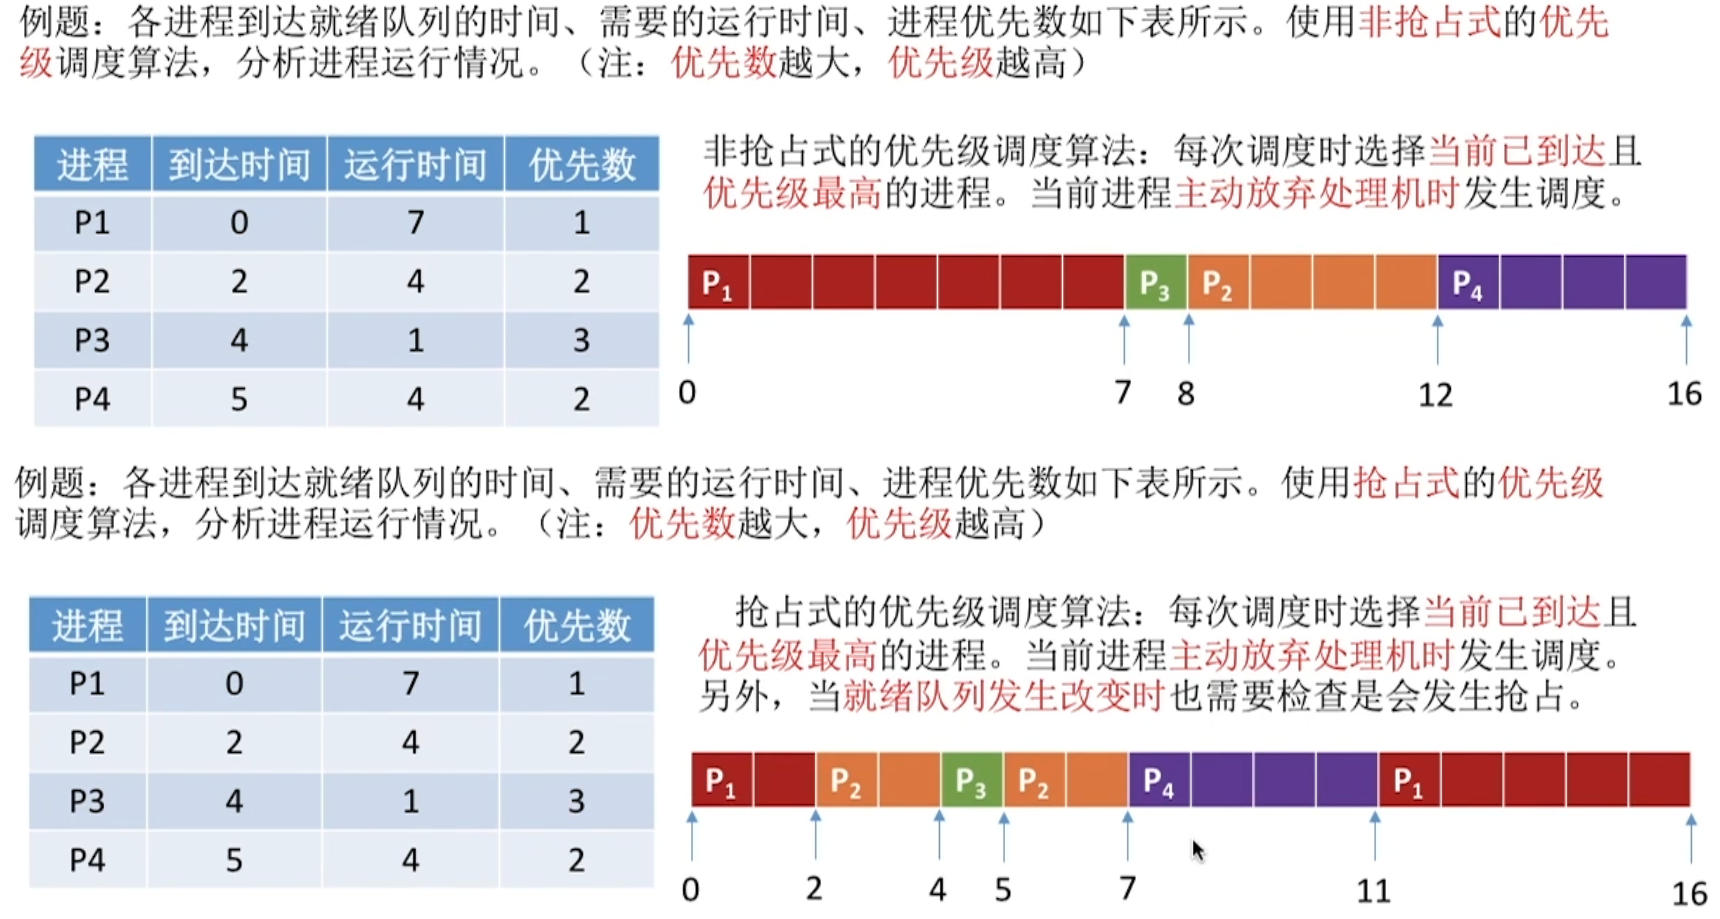 例题：各进程到达就绪队列的时间、需要的运行时间、进程优先数如下表所示。使用非抢占式的优先
级调度算法，分析进程运行情况。（注：优先数越大，优先级越高）
进程 到达时间 运行时间 优先数
P1 0 7 1
P2 2 4 2
P3 4 1 3
P4 5 4 2
非抢占式的优先级调度算法：每次调度时选择当前已到达且
优先级最高的进程。当前进程主动放弃处理机时发生调度。
P1 P3 P2 P4
0 7 8 12 16
例题：各进程到达就绪队列的时间、需要的运行时间、进程优先数如下表所示。使用抢占式的优先级
调度算法，分析进程运行情况。（注：优先数越大，优先级越高）
进程 到达时间 运行时间 优先数
P1 0 7 1
P2 2 4 2
P3 4 1 3
P4 5 4 2
抢占式的优先级调度算法：每次调度时选择当前已到达且
优先级最高的进程。当前进程主动放弃处理机时发生调度。
另外，当就绪队列发生改变时也需要检查是会发生抢占。
P1 P2 P3 P2 P4 P1
0 2 4 5 7 11 16